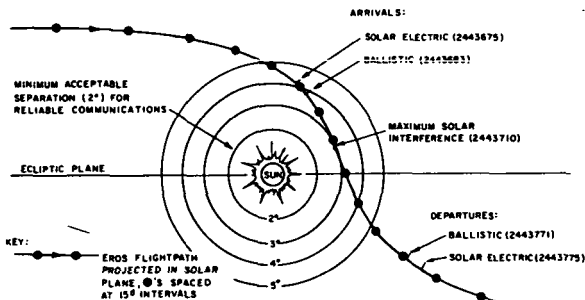 ARRIVALS:
SOLAR ELECTRIC (2443675)
BALLISTIC (2443683)
MINIMUM ACCEPTABLE
SEPARATION (2°) FOR
RELIABLE COMMUNICATIONS
MAXIMUM SOLAR
INTERFERENCE (2443710)
ECLIPTIC PLANE
SUN
2°
3°
4°
5°
DEPARTURES:
BALLISTIC (2443771)
SOLAR ELECTRIC (2443775)
KEY:
EROS FLIGHTPATH
PROJECTED IN SOLAR
PLANE, ●'S SPACED
AT 15d INTERVALS